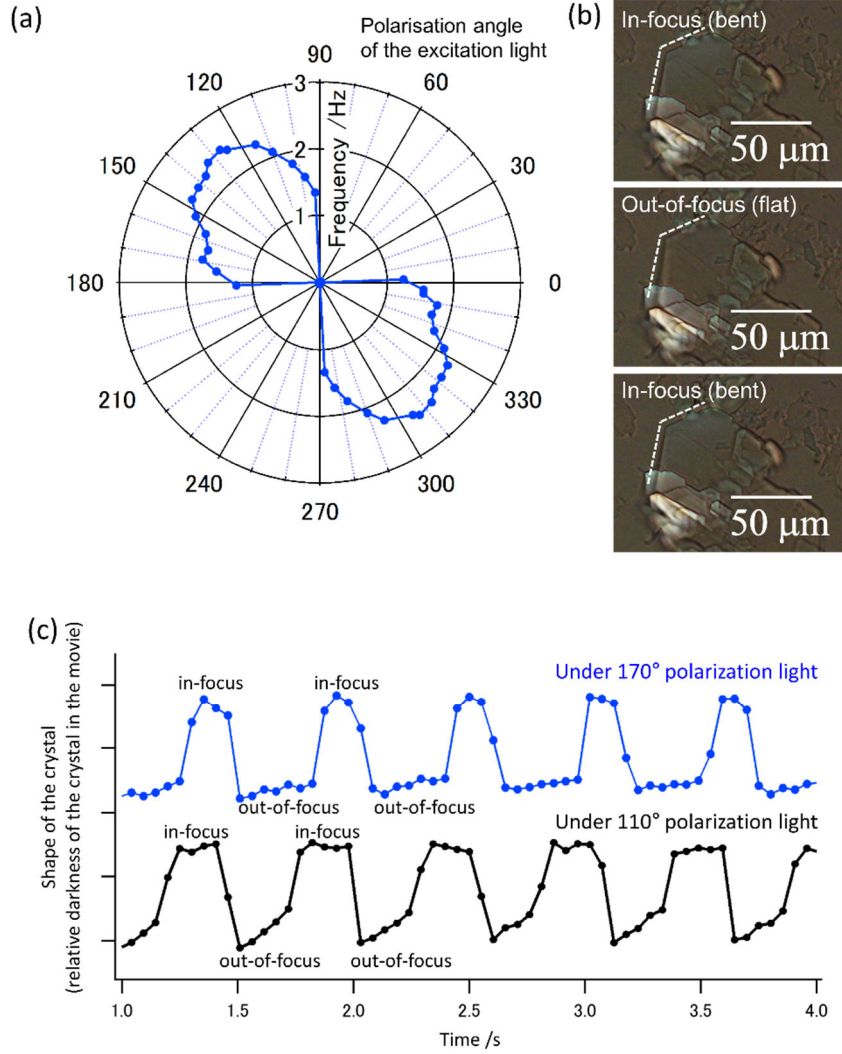 (a)
Polarisation angle
of the excitation light
90
120
60
3
150
30
2
Frequency /Hz
1
180
0
210
330
240
300
270
(b)
In-focus (bent)
50 μm
Out-of-focus (flat)
50 μm
In-focus (bent)
50 μm
(c)
Shape of the crystal
(relative darkness of the crystal in the movie)
Under 170° polarization light
in-focus
in-focus
out-of-focus
out-of-focus
Under 110° polarization light
in-focus
in-focus
out-of-focus
out-of-focus
1.0
1.5
2.0
2.5
3.0
3.5
4.0
Time /s